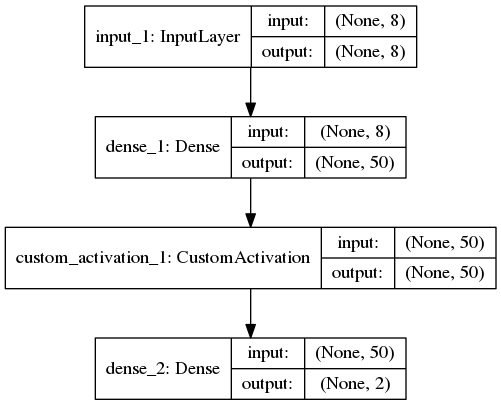 input_1: InputLayer
input: (None, 8)
output: (None, 8)
dense_1: Dense
input: (None, 8)
output: (None, 50)
custom_activation_1: CustomActivation
input: (None, 50)
output: (None, 50)
dense_2: Dense
input: (None, 50)
output: (None, 2)